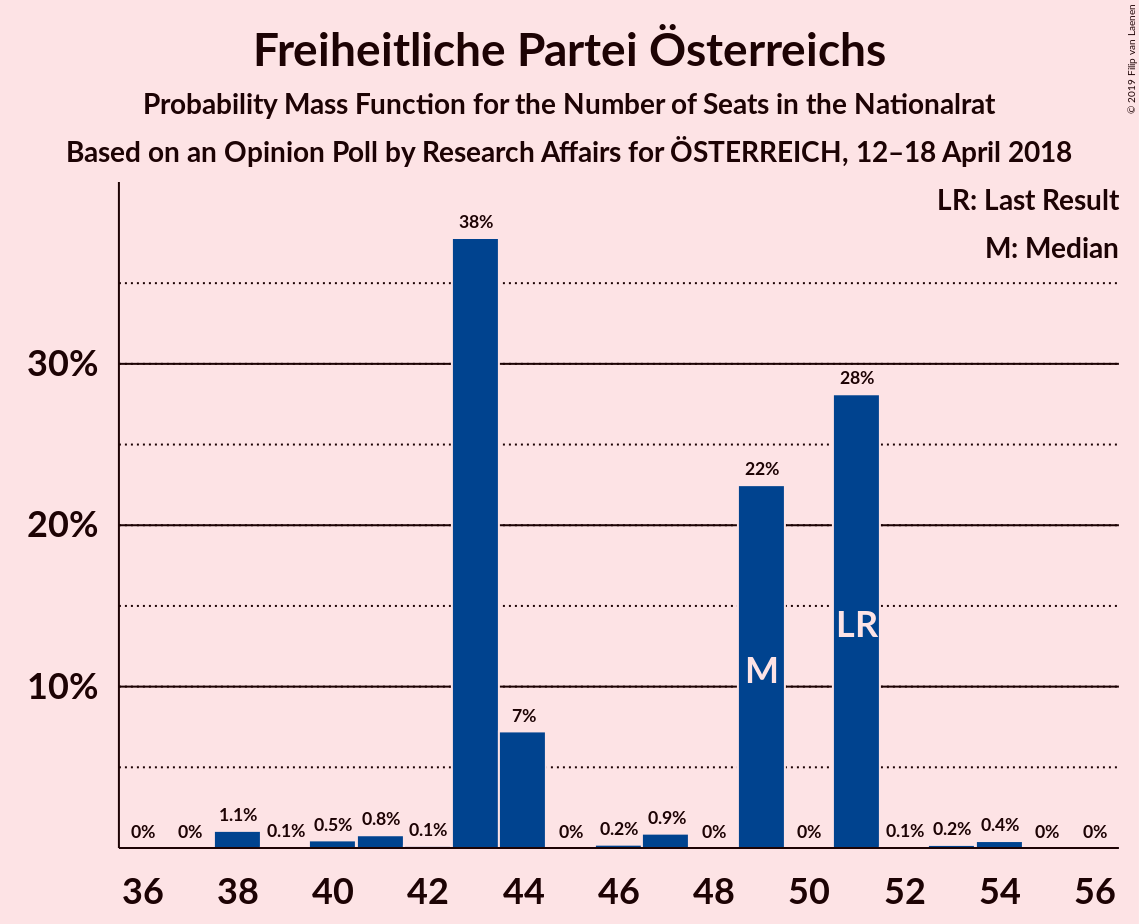 Freiheitliche Partei Österreichs
Probability Mass Function for the Number of Seats in the Nationalrat
Based on an Opinion Poll by Research Affairs for ÖSTERREICH, 12–18 April 2018
© 2019 Filip van Laenen
LR: Last Result
M: Median
38%
30%
28%
22%
20%
LR
M
10%
7%
0% 0% 1.1% 0.1% 0.5% 0.8% 0.1% 0% 0.2% 0.9% 0% 0% 0.1% 0.2% 0.4% 0% 0%
36 38 40 42 44 46 48 50 52 54 56